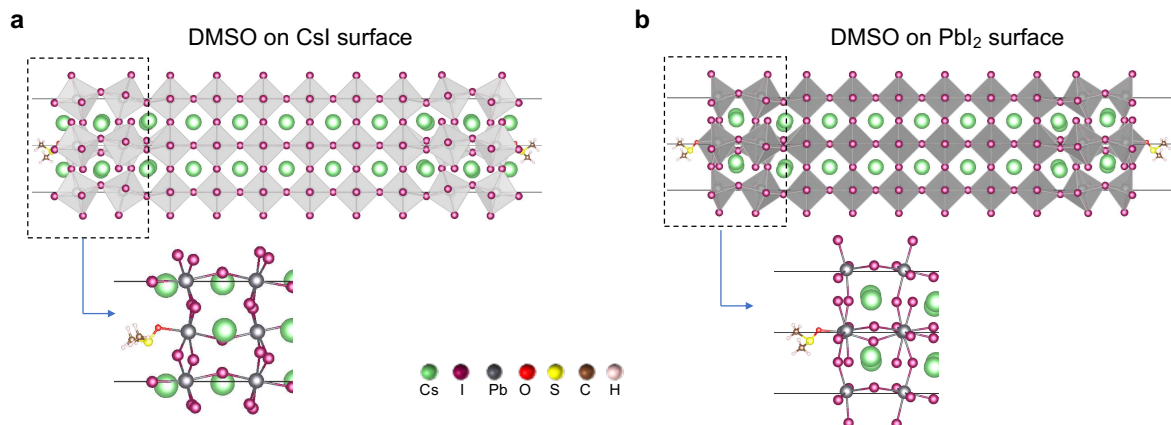 a
DMSO on CsI surface
b
DMSO on PbI₂ surface
Cs I Pb O S C H